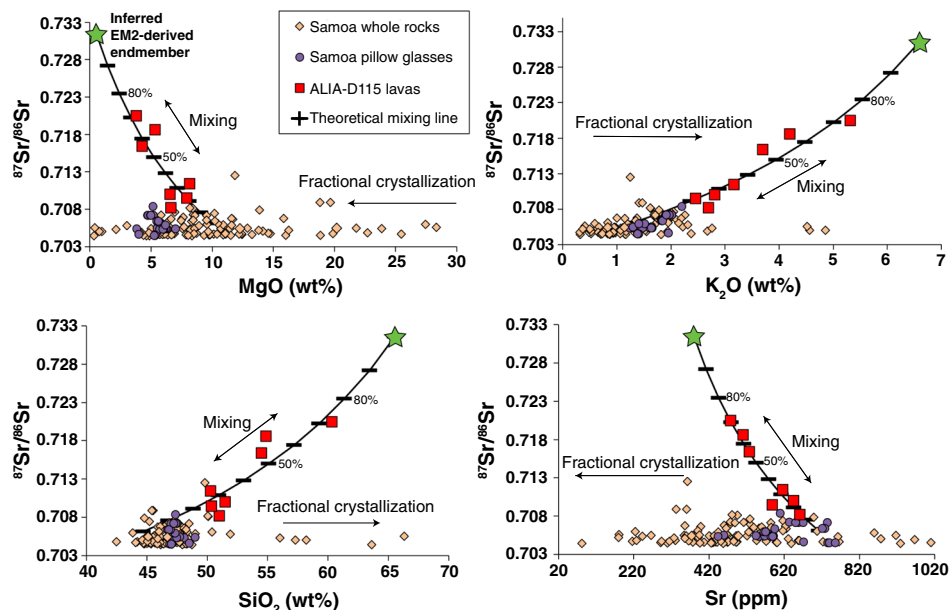 0.733
0.728
0.723
0.718
0.713
0.708
0.703
87Sr/86Sr
Inferred
EM2-derived
endmember
80%
50%
Mixing
Fractional crystallization
Samoa whole rocks
Samoa pillow glasses
ALIA-D115 lavas
Theoretical mixing line
0 5 10 15 20 25 30
MgO (wt%)
0.733
0.728
0.723
0.718
0.713
0.708
0.703
87Sr/86Sr
Fractional crystallization
80%
50%
Mixing
0 1 2 3 4 5 6 7
K2O (wt%)
0.733
0.728
0.723
0.718
0.713
0.708
0.703
87Sr/86Sr
Mixing
80%
50%
Fractional crystallization
40 45 50 55 60 65 70
SiO2 (wt%)
0.733
0.728
0.723
0.718
0.713
0.708
0.703
87Sr/86Sr
80%
Mixing
50%
Fractional crystallization
20 220 420 620 820 1020
Sr (ppm)